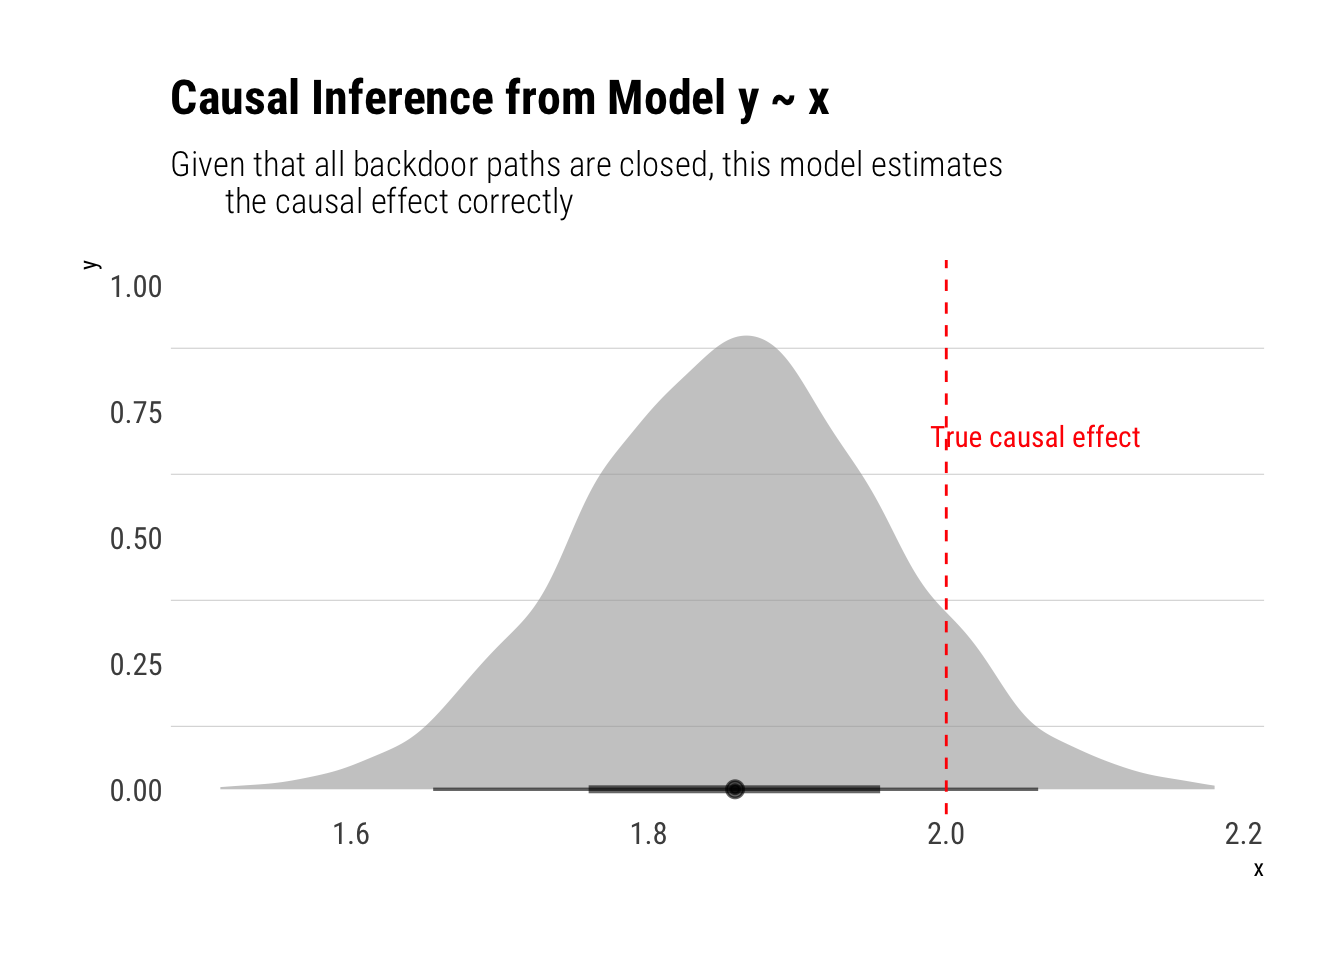 Causal Inference from Model y ~ x
Given that all backdoor paths are closed, this model estimates
the causal effect correctly
y
1.00
0.75
True causal effect
0.50
0.25
0.00
1.6 1.8 2.0 2.2
x